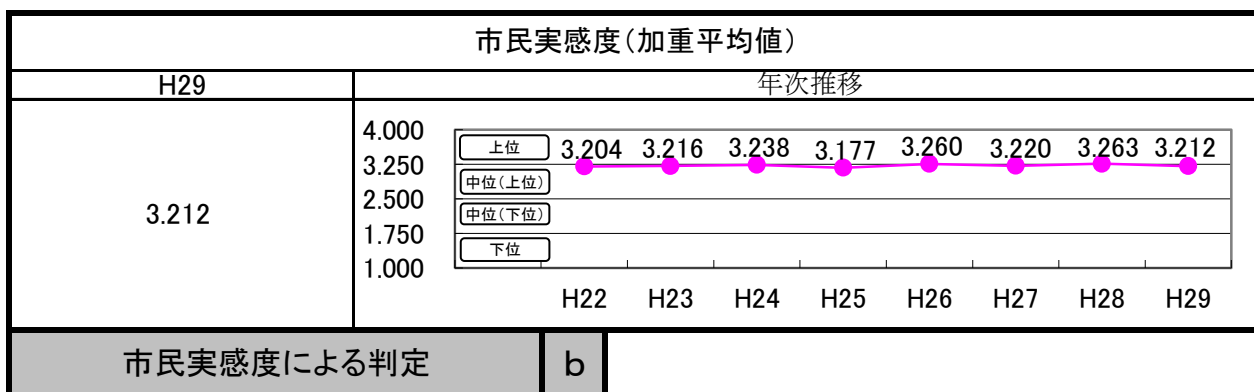 市民実感度（加重平均値）
H29 年次推移
3.212
4.000
3.250
2.500
1.750
1.000
上位
中位（上位）
中位（下位）
下位
3.204 3.216 3.238 3.177 3.260 3.220 3.263 3.212
H22 H23 H24 H25 H26 H27 H28 H29
市民実感度による判定 b